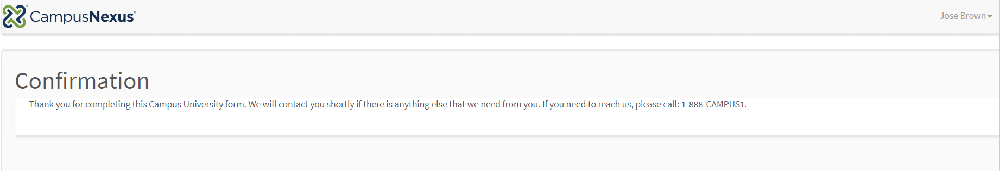 CampusNexus®
Jose Brown
Confirmation
Thank you for completing this Campus University form. We will contact you shortly if there is anything else that we need from you. If you need to reach us, please call: 1-888-CAMPUS1.